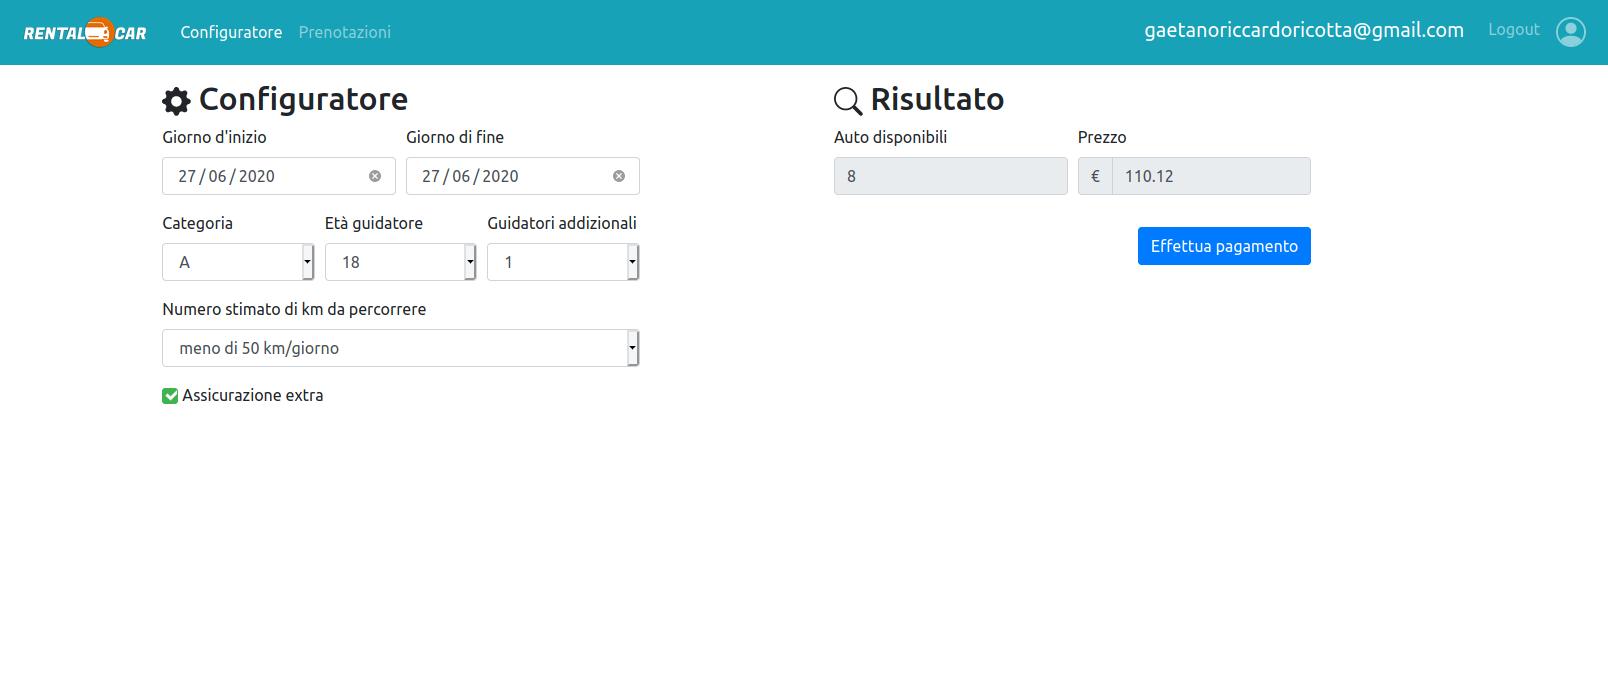 RENTAL CAR Configuratore Prenotazioni gaetanoriccardoricotta@gmail.com Logout
Configuratore
Giorno d'inizio Giorno di fine
27/06/2020 27/06/2020
Categoria Età guidatore Guidatori addizionali
A 18 1
Numero stimato di km da percorrere
meno di 50 km/giorno
Assicurazione extra
Risultato
Auto disponibili Prezzo
8 € 110.12
Effettua pagamento